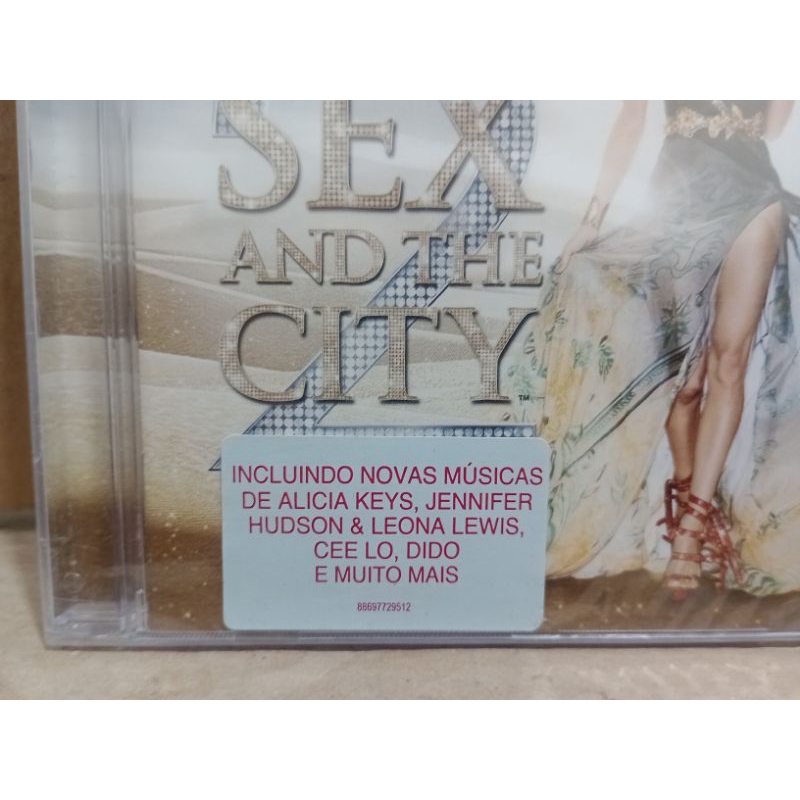 SEX
AND THE
CITY
2
™
INCLUINDO NOVAS MÚSICAS
DE ALICIA KEYS, JENNIFER
HUDSON & LEONA LEWIS,
CEE LO, DIDO
E MUITO MAIS
88697729512